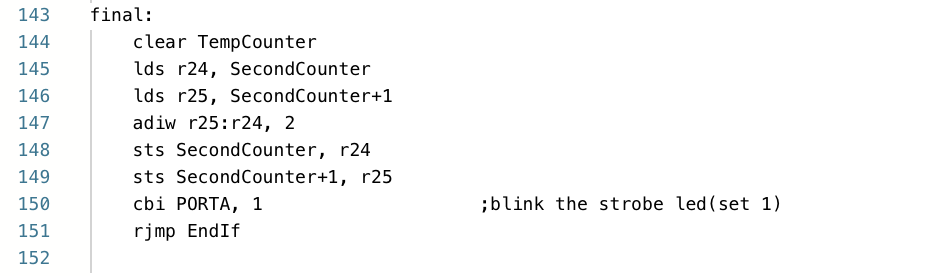 143 final:
144 clear TempCounter
145 lds r24, SecondCounter
146 lds r25, SecondCounter+1
147 adiw r25:r24, 2
148 sts SecondCounter, r24
149 sts SecondCounter+1, r25
150 cbi PORTA, 1 ;blink the strobe led(set 1)
151 rjmp EndIf
152